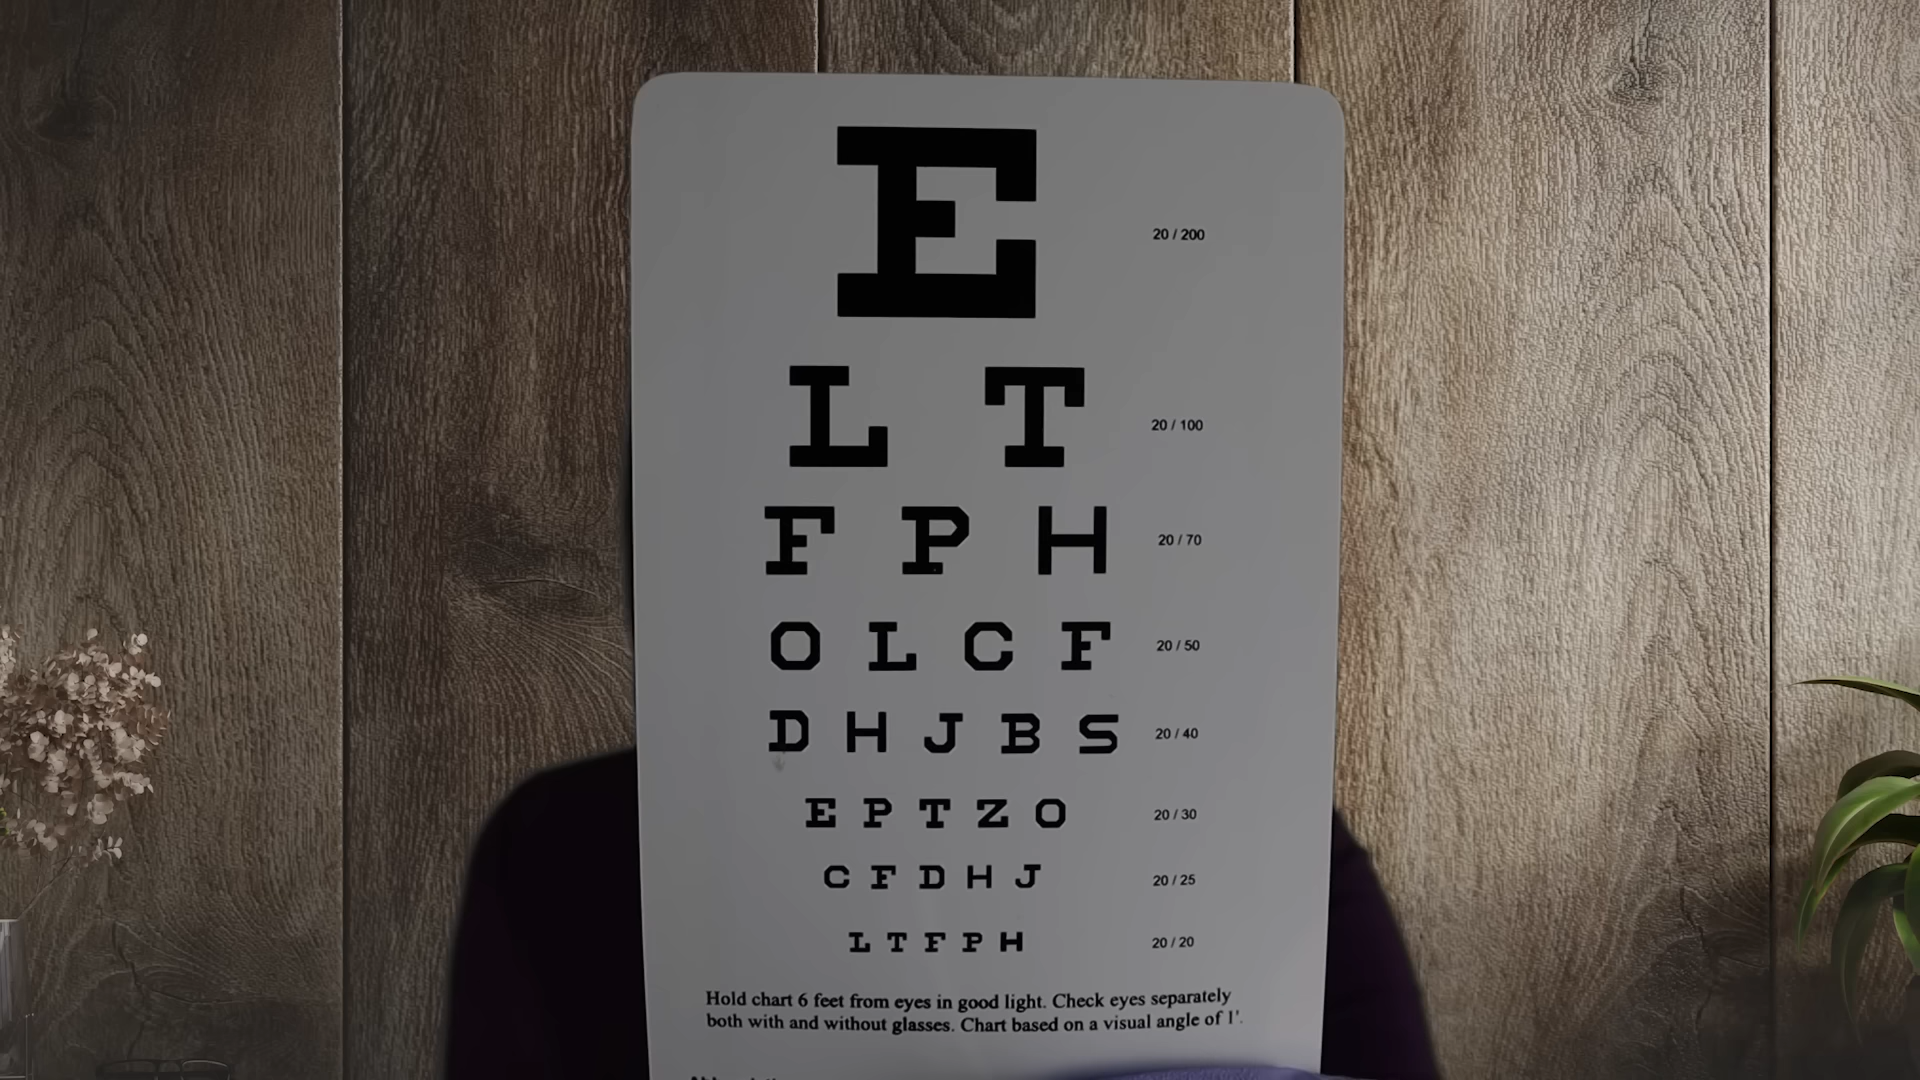 E 20 / 200
L T 20 / 100
F P H 20 / 70
O L C F 20 / 50
D H J B S 20 / 40
E P T Z O 20 / 30
C F D H J 20 / 25
L T F P H 20 / 20
Hold chart 6 feet from eyes in good light. Check eyes separately
both with and without glasses. Chart based on a visual angle of 1'.